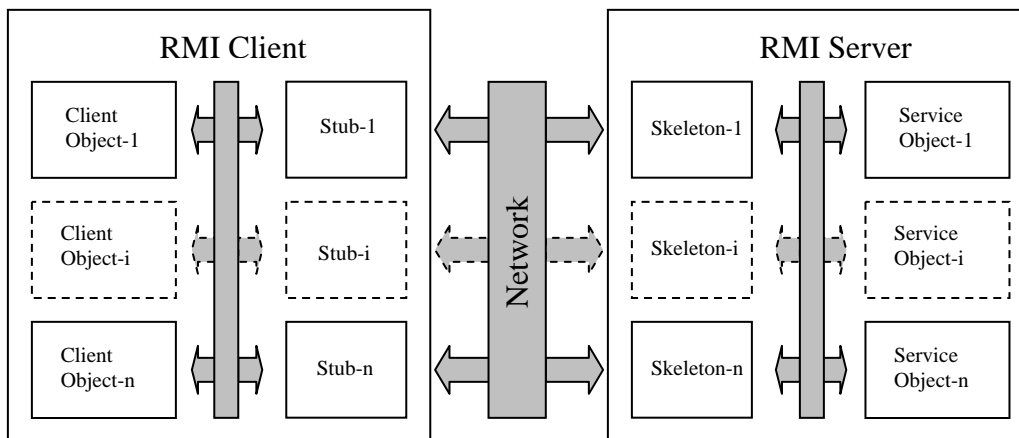 RMI Client
RMI Server
Client
Object-1
Stub-1
Skeleton-1
Service
Object-1
Client
Object-i
Stub-i
Network
Skeleton-i
Service
Object-i
Client
Object-n
Stub-n
Skeleton-n
Service
Object-n